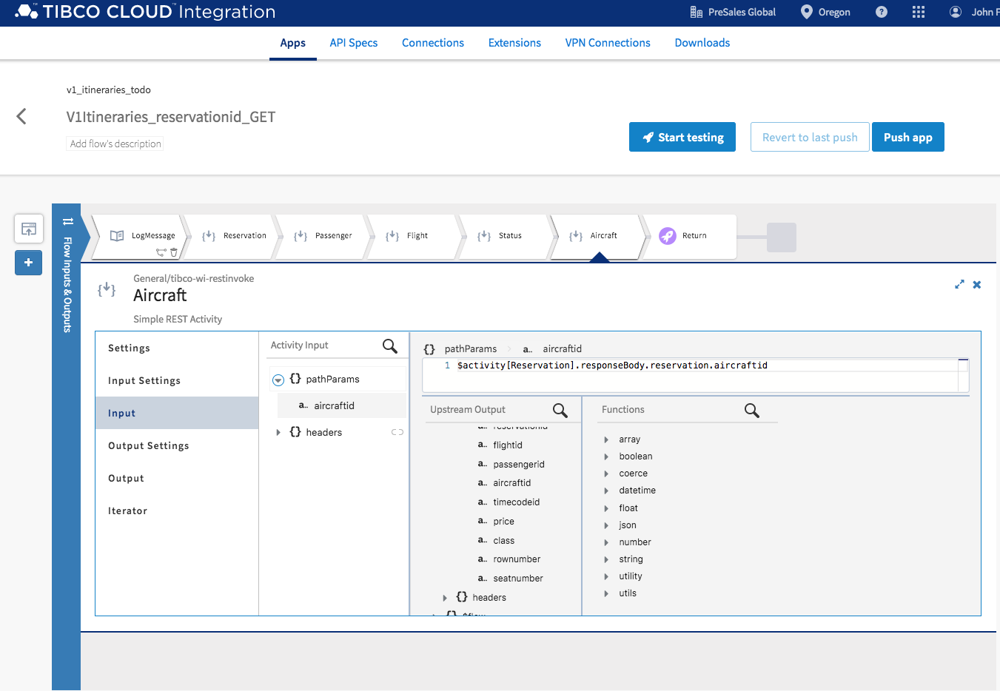 TIBCO CLOUD™ Integration
PreSales Global
Oregon
?
John F
Apps
API Specs
Connections
Extensions
VPN Connections
Downloads
v1_itineraries_todo
V1Itineraries_reservationid_GET
Add flow's description
Start testing
Revert to last push
Push app
+
Flow Inputs & Outputs
LogMessage
Reservation
Passenger
Flight
Status
Aircraft
Return
General/tibco-wi-restinvoke
Aircraft
Simple REST Activity
Settings
Input Settings
Input
Output Settings
Output
Iterator
Activity Input
{} pathParams
a.. aircraftid
{} headers
{} pathParams
a.. aircraftid
1 $activity[Reservation].responseBody.reservation.aircraftid
Upstream Output
a.. reservationid
a.. flightid
a.. passengerid
a.. aircraftid
a.. timecodeid
a.. price
a.. class
a.. rownumber
a.. seatnumber
{} headers
{} $flow
Functions
array
boolean
coerce
datetime
float
json
number
string
utility
utils